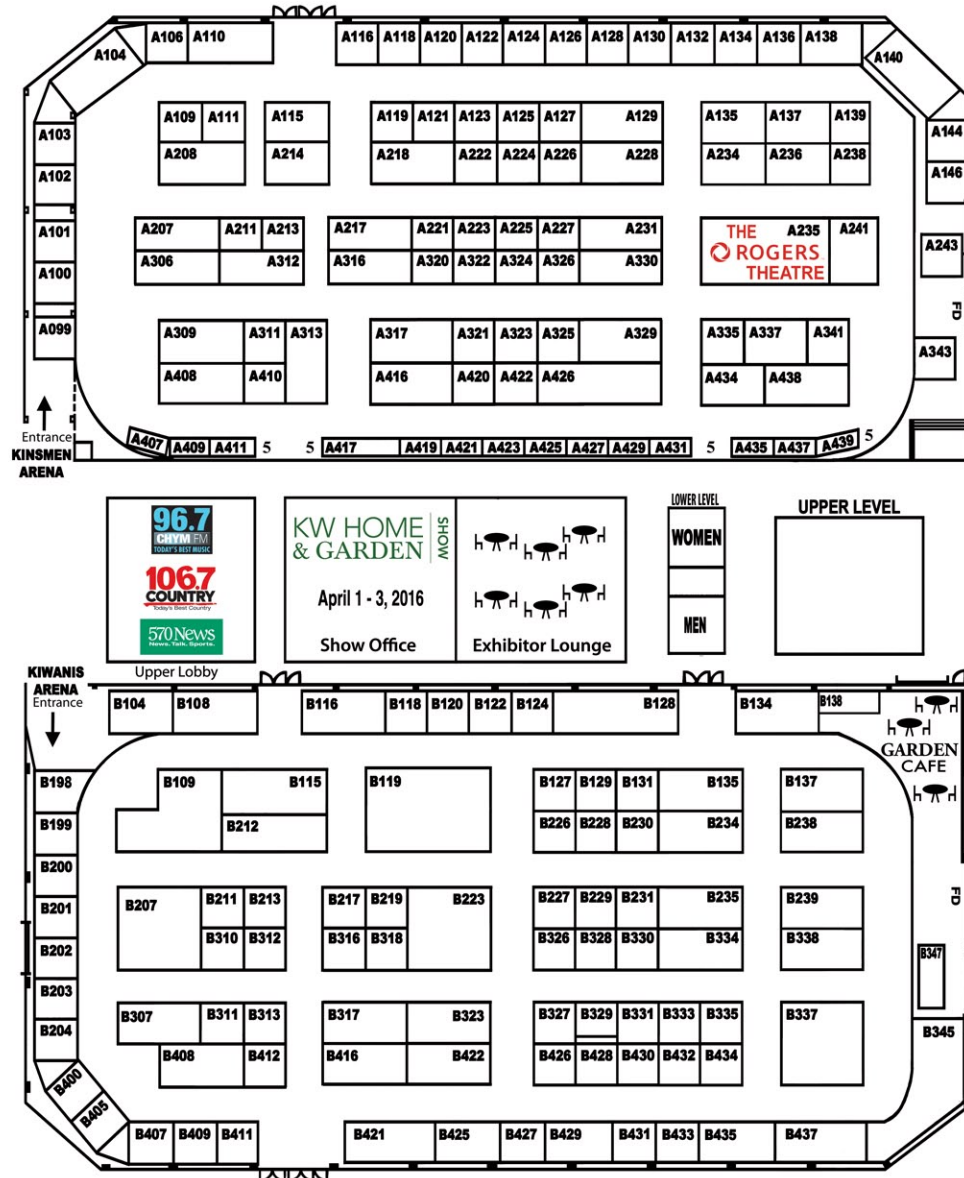 A106 A110 A116 A118 A120 A122 A124 A126 A128 A130 A132 A134 A136 A138
A104 A140
A109 A111 A115 A119 A121 A123 A125 A127 A129 A135 A137 A139
A103 A144
A208 A214 A218 A222 A224 A226 A228 A234 A236 A238
A102 A146
A101 A207 A211 A213 A217 A221 A223 A225 A227 A231 THE A235 A241
ROGERS
THEATRE
A243
A100 A306 A312 A316 A320 A322 A324 A326 A330
FD
A099 A309 A311 A313 A317 A321 A323 A325 A329 A335 A337 A341
A343
A408 A410 A416 A420 A422 A426 A434 A438
Entrance
KINSMEN
ARENA
A407 A409 A411 5 5 A417 A419 A421 A423 A425 A427 A429 A431 5 A435 A437 A439 5
96.7
CHYM FM
TODAY'S BEST MUSIC
106.7
COUNTRY
Today's Best Country
570 News
News. Talk. Sports.
Upper Lobby
KW HOME
& GARDEN
SHOW
April 1 - 3, 2016
Show Office
Exhibitor Lounge
LOWER LEVEL
WOMEN
MEN
UPPER LEVEL
KIWANIS
ARENA
Entrance
B104 B108 B116 B118 B120 B122 B124 B128 B134 B138
GARDEN
CAFE
B198 B109 B115 B119 B127 B129 B131 B135 B137
B199 B212 B226 B228 B230 B234 B238
B200
B201 B207 B211 B213 B217 B219 B223 B227 B229 B231 B235 B239
FD
B202 B310 B312 B316 B318 B326 B328 B330 B334 B338
B347
B203 B307 B311 B313 B317 B323 B327 B329 B331 B333 B335 B337
B204 B345
B408 B412 B416 B422 B426 B428 B430 B432 B434
B400
B405
B407 B409 B411 B421 B425 B427 B429 B431 B433 B435 B437